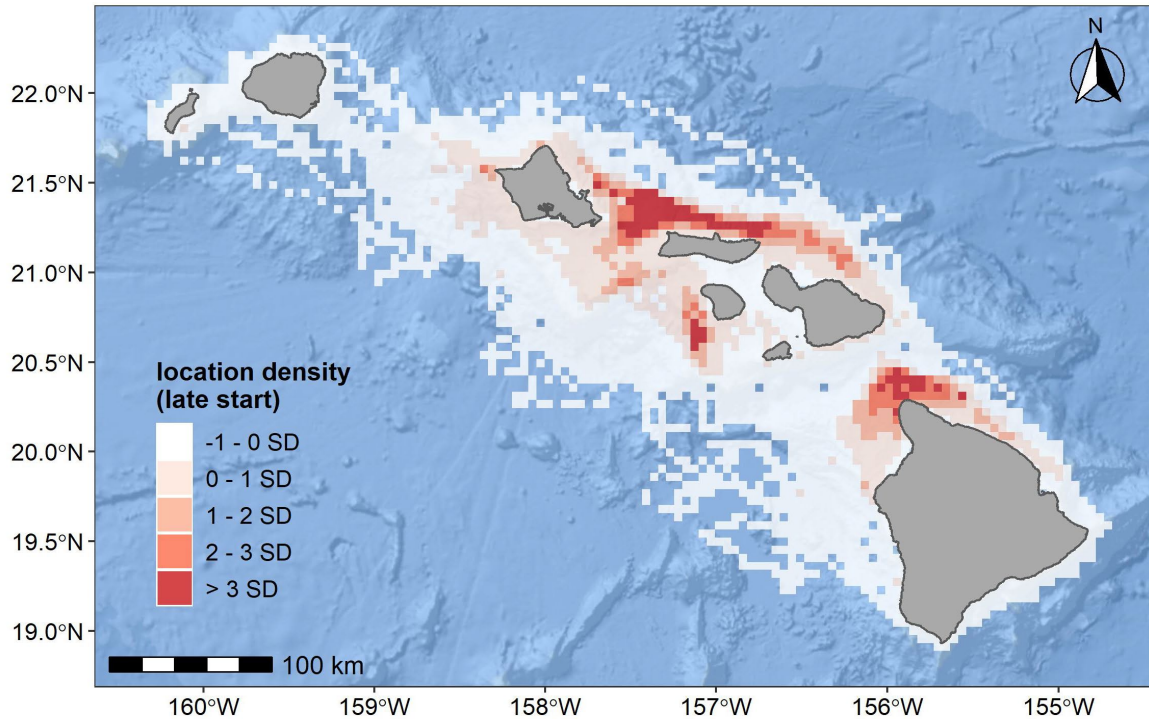 N
22.0°N
21.5°N
21.0°N
20.5°N
20.0°N
19.5°N
19.0°N
location density
(late start)
-1 - 0 SD
0 - 1 SD
1 - 2 SD
2 - 3 SD
> 3 SD
100 km
160°W 159°W 158°W 157°W 156°W 155°W